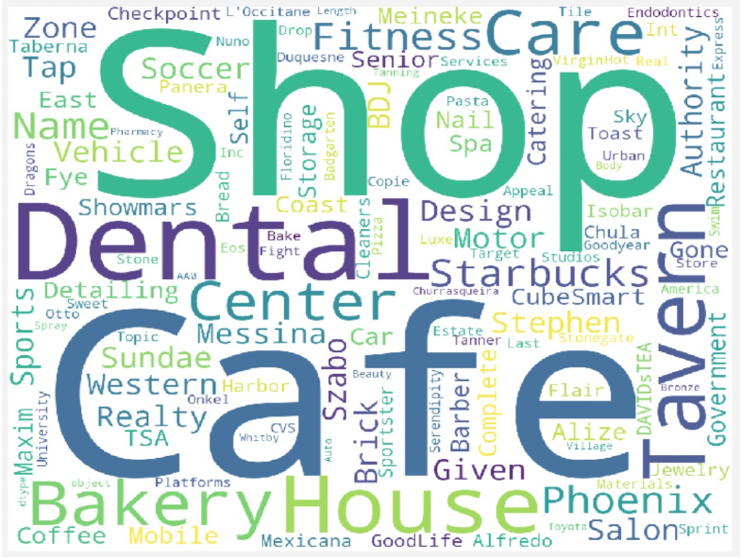 Checkpoint
L'Occitane
Length
Meineke
Tile
Endodontics
Taberna
Zone
Nuno
Drop
Fitness
Care
Int
Express
Tap
Soccer
Duquesne
Senior
Services
VirginHot
Real
Panera
Tanning
Shop
East
Self
Storage
BDJ
Pasta
Nail
Catering
Sky
Authority
Restaurant
Name
Pharmacy
Floridino
Badgarten
Spa
Toast
Vehicle
Inc
Urban
Dragons
Fye
Bread
Copie
Body
Appeal
Showmars
Coast
Cleaners
Design
Isobar
Swim
Dental
Bake
Pizza
Luxe
Motor
Chula
Goodyear
Gone
Stone
Eos
Fight
Target
Studios
Store
Tavern
AAM
Starbucks
Detailing
Center
Churrasqueira
CubeSmart
America
Sports
Sweet
Otto
Messina
Car
Estate
Tanner
Stephen
Spray
Topic
Last
Stonegate
Cafe
Sundae
Szabo
Beauty
Serendipity
Complete
Western
Harbor
Barber
Flair
DAVIDsTEA
Government
Bronze
Onkel
Realty
Brick
Sportster
Alize
Maxim
University
TSA
CVS
Whitby
Auto
Village
Given
Jewelry
dtype
object
Platforms
Materials
Bakery
House
Phoenix
Toyota
Coffee
Mobile
Mexicana
GoodLife
Alfredo
Salon
Sprint